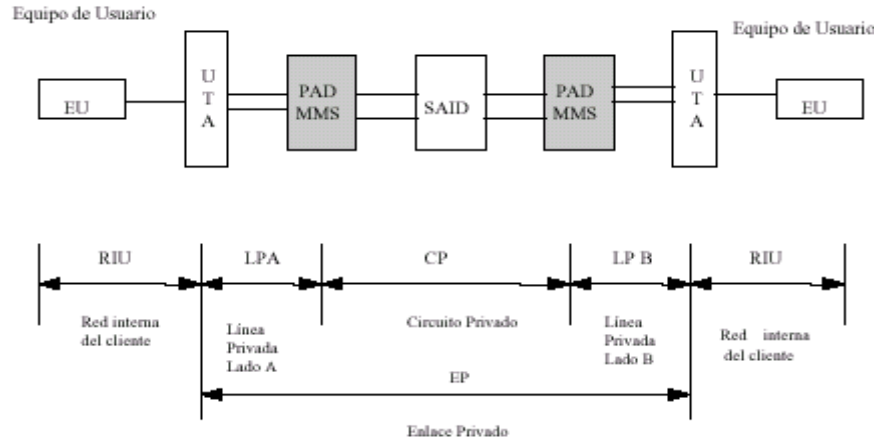 Equipo de Usuario
Equipo de Usuario
EU
U
T
A
PAD
MMS
SAID
PAD
MMS
U
T
A
EU
RIU
LPA
CP
LP B
RIU
Red interna
del cliente
Línea
Privada
Lado A
Circuito Privado
Línea
Privada
Lado B
Red interna
del cliente
EP
Enlace Privado